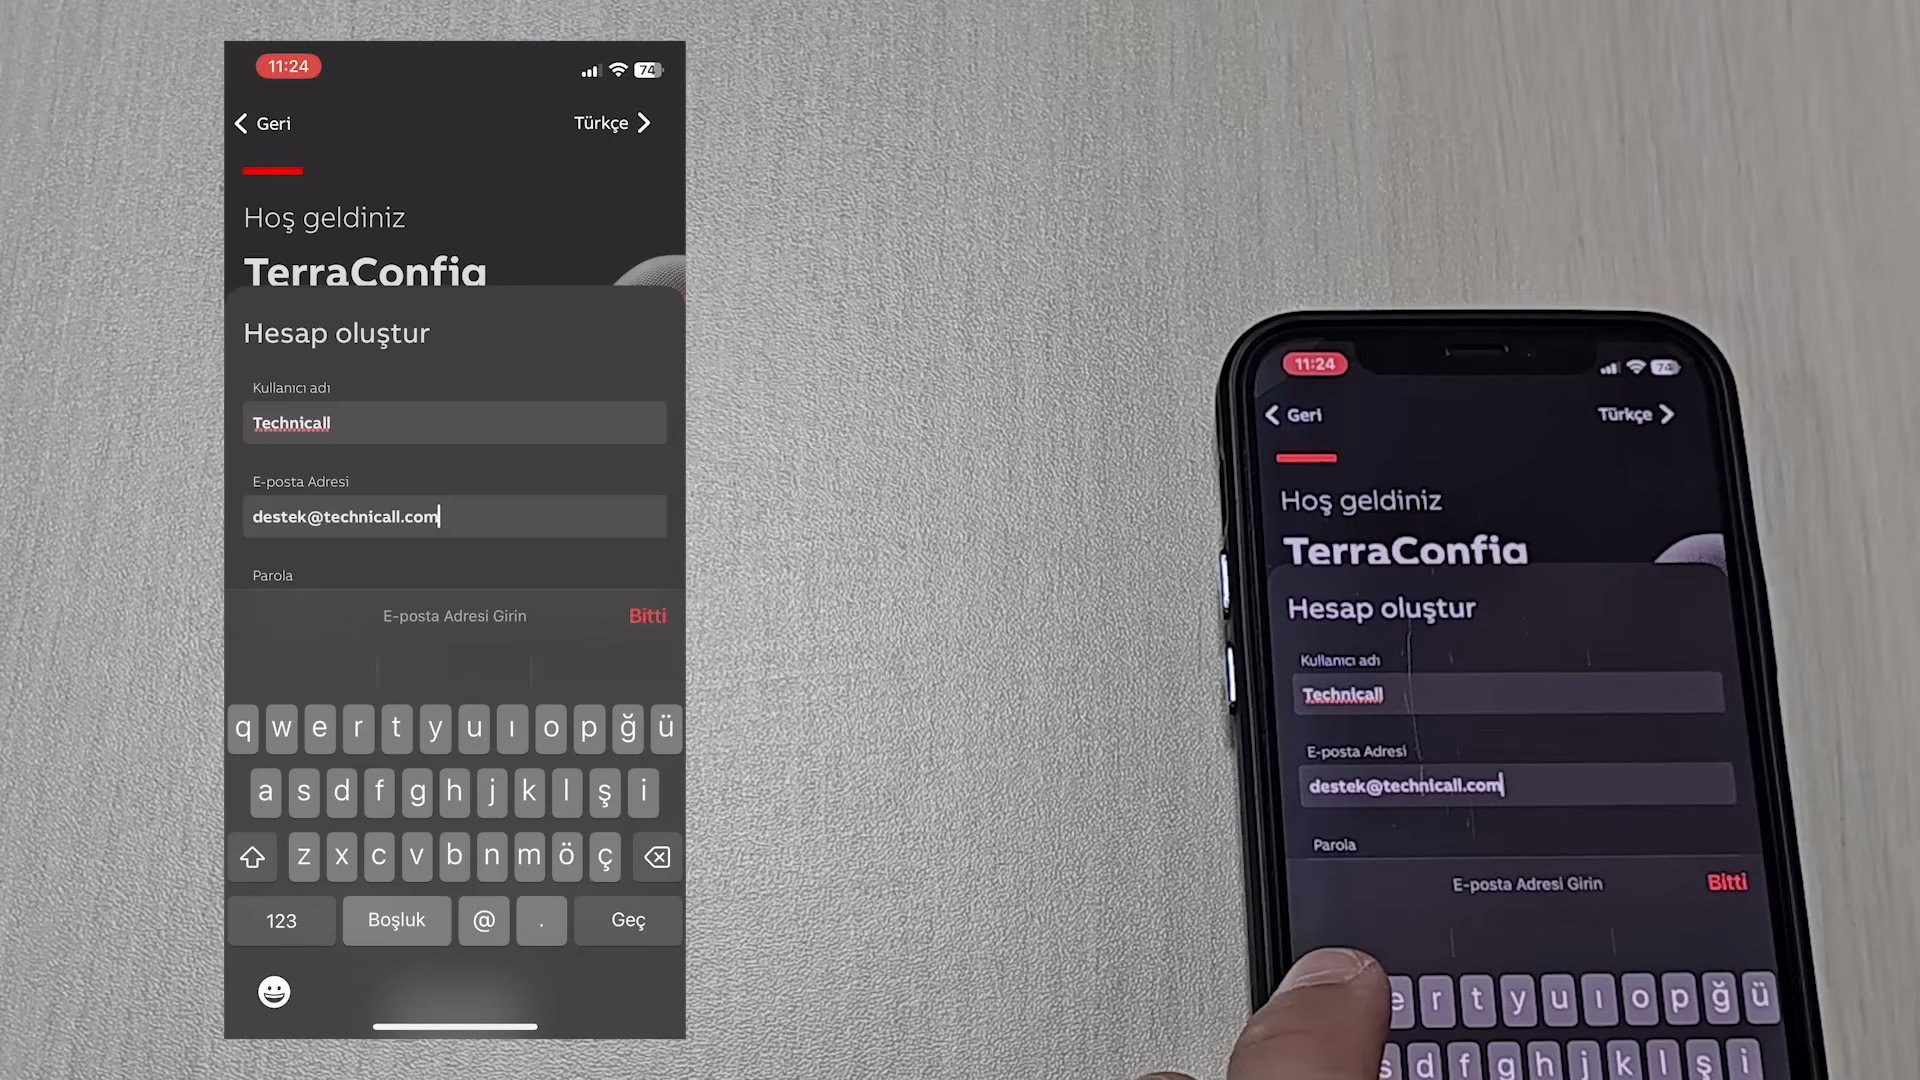 11:24
74
Geri
Türkçe
Hoş geldiniz
TerraConfig
Hesap oluştur
Kullanıcı adı
Technicall
E-posta Adresi
destek@technicall.com
Parola
E-posta Adresi Girin
Bitti
q w e r t y u ı o p ğ ü
a s d f g h j k l ş i
z x c v b n m ö ç
123
Boşluk
@
.
Geç
11:24
74
Geri
Türkçe
Hoş geldiniz
TerraConfig
Hesap oluştur
Kullanıcı adı
Technicall
E-posta Adresi
destek@technicall.com
Parola
E-posta Adresi Girin
Bitti
e r t y u ı o p ğ ü
s d f g h j k l ş i